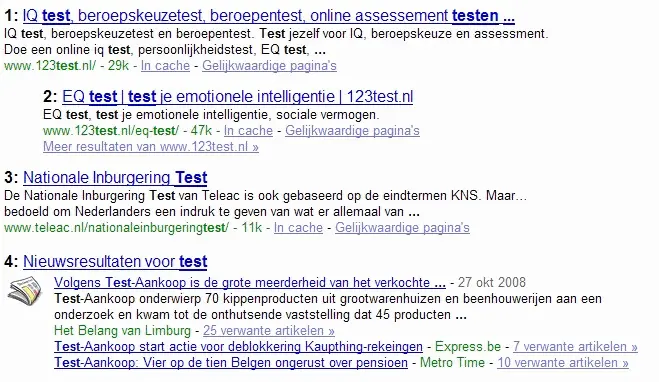 1: IQ test, beroepskeuzetest, beroepentest, online assessement testen ...
IQ test, beroepskeuzetest en beroepentest. Test jezelf voor IQ, beroepskeuze en assessment.
Doe een online iq test, persoonlijkheidstest, EQ test, ...
www.123test.nl/ - 29k - In cache - Gelijkwaardige pagina's
2: EQ test | test je emotionele intelligentie | 123test.nl
EQ test, test je emotionele intelligentie, sociale vermogen.
www.123test.nl/eq-test/ - 47k - In cache - Gelijkwaardige pagina's
Meer resultaten van www.123test.nl »
3: Nationale Inburgering Test
De Nationale Inburgering Test van Teleac is ook gebaseerd op de eindtermen KNS. Maar...
bedoeld om Nederlanders een indruk te geven van wat er allemaal van ...
www.teleac.nl/nationaleinburgeringtest/ - 11k - In cache - Gelijkwaardige pagina's
4: Nieuwsresultaten voor test
Volgens Test-Aankoop is de grote meerderheid van het verkochte ... - 27 okt 2008
Test-Aankoop onderwierp 70 kippenproducten uit grootwarenhuizen en beenhouwerijen aan een
onderzoek en kwam tot de onthutsende vaststelling dat 45 producten ...
Het Belang van Limburg - 25 verwante artikelen »
Test-Aankoop start actie voor deblokkering Kaupthing-rekeingen - Express.be - 7 verwante artikelen »
Test-Aankoop: Vier op de tien Belgen ongerust over pensioen - Metro Time - 10 verwante artikelen »